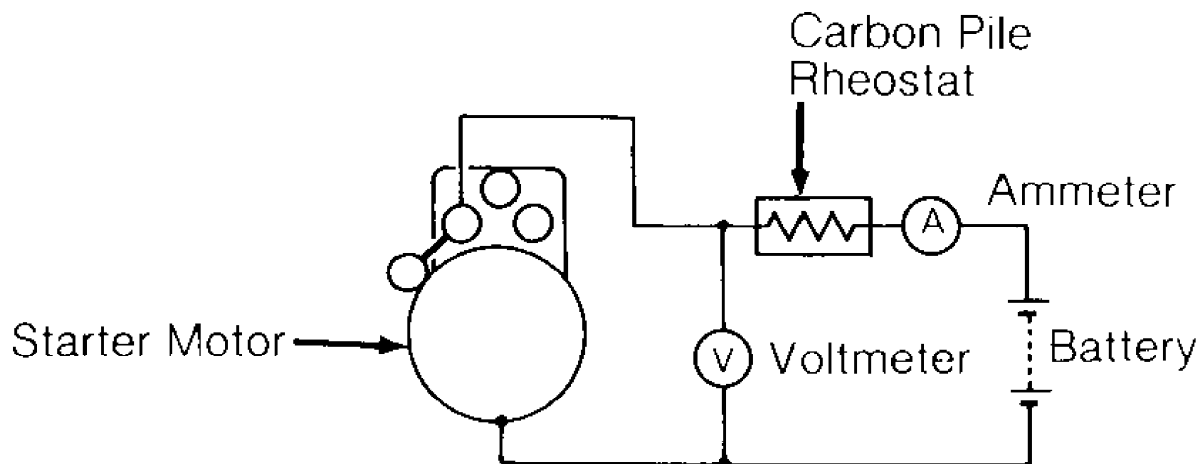 Carbon Pile
Rheostat
Ammeter
A
Starter Motor
V
Voltmeter
Battery